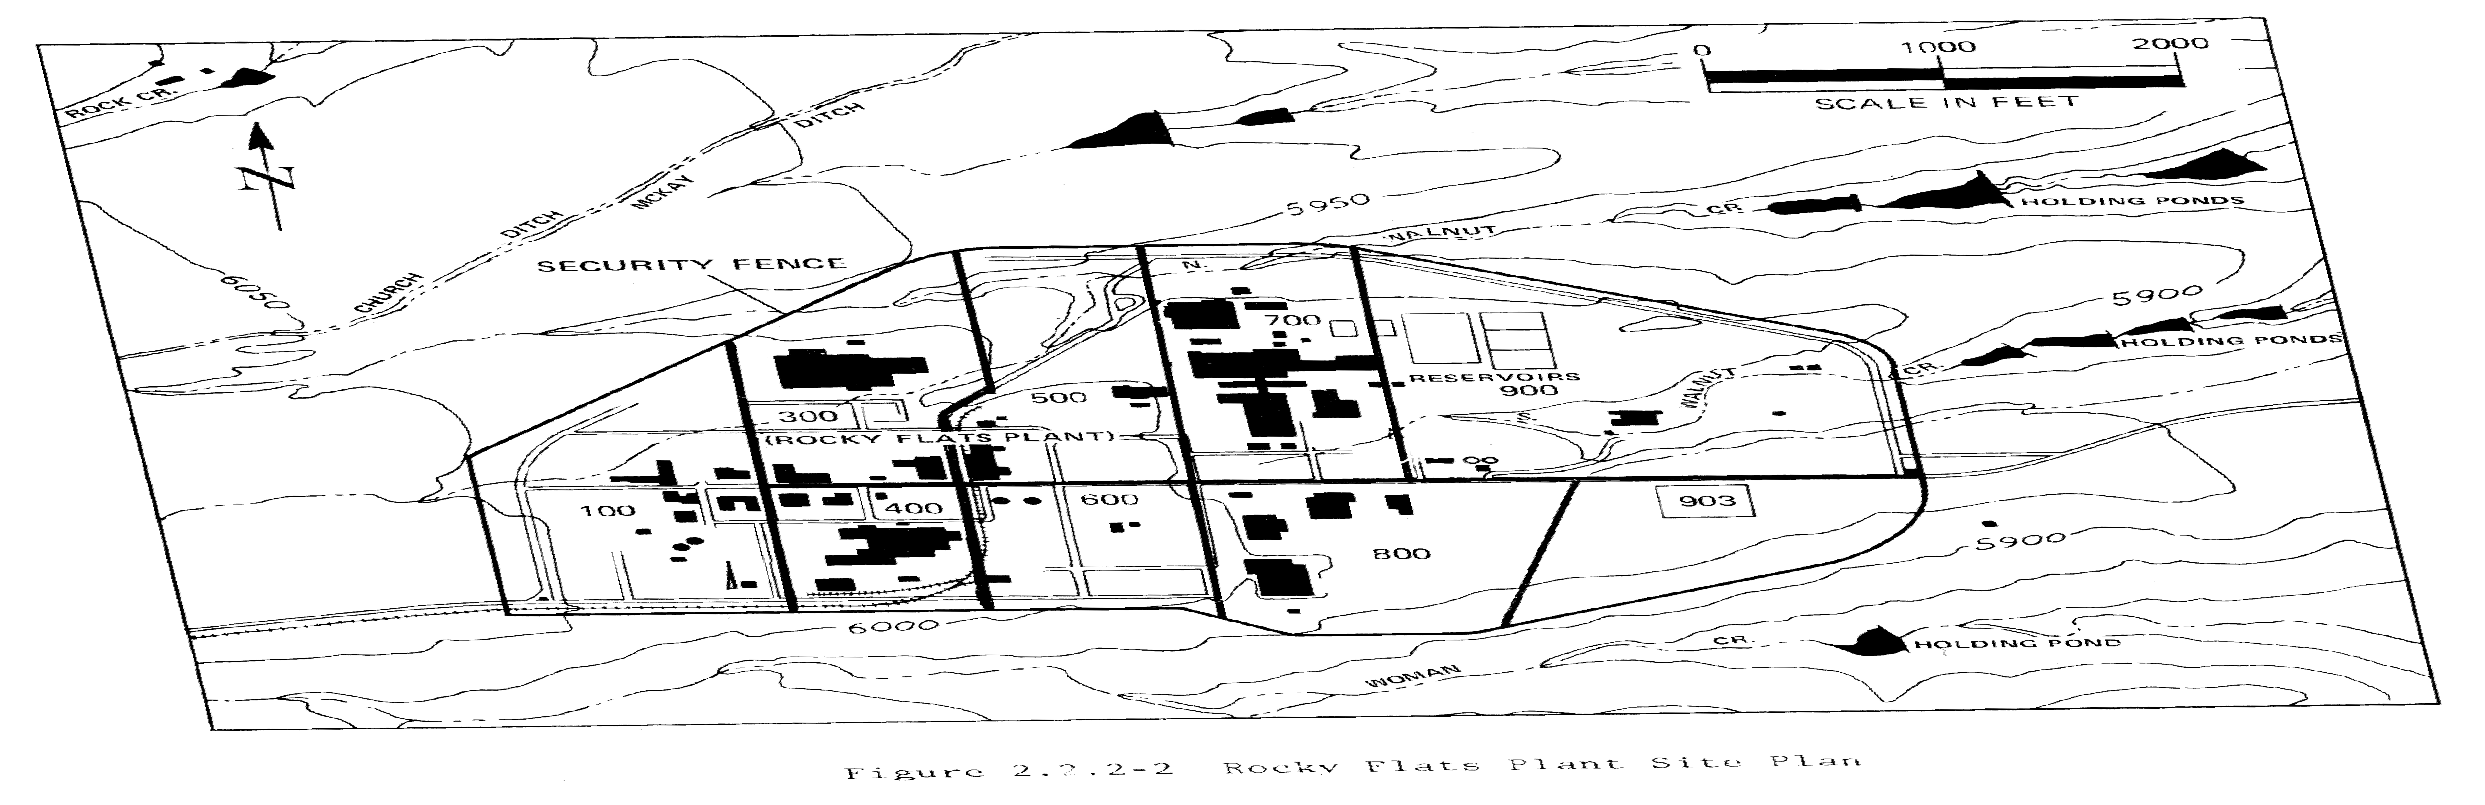 0 1000 2000
SCALE IN FEET
ROCK CR.
N
DITCH
MCKAY
DITCH
CHURCH
6050
SECURITY FENCE
5950
CR.
HOLDING PONDS
WALNUT
N.
5900
HOLDING PONDS
CR.
700
RESERVOIRS
900
WALNUT
S.
300
500
(ROCKY FLATS PLANT)
100
400
600
903
800
5900
6000
CR.
HOLDING POND
WOMAN
Figure 2.2.2-2 Rocky Flats Plant Site Plan